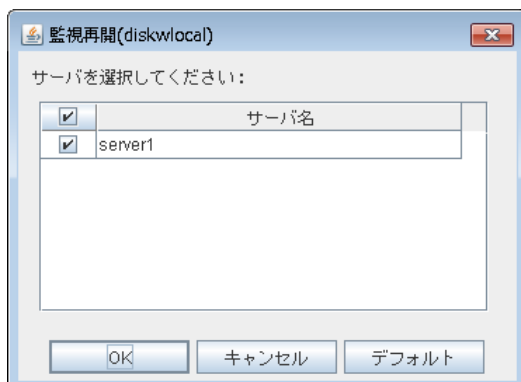 監視再開(diskwlocal)
サーバを選択してください:
サーバ名
server1
OK
キャンセル
デフォルト